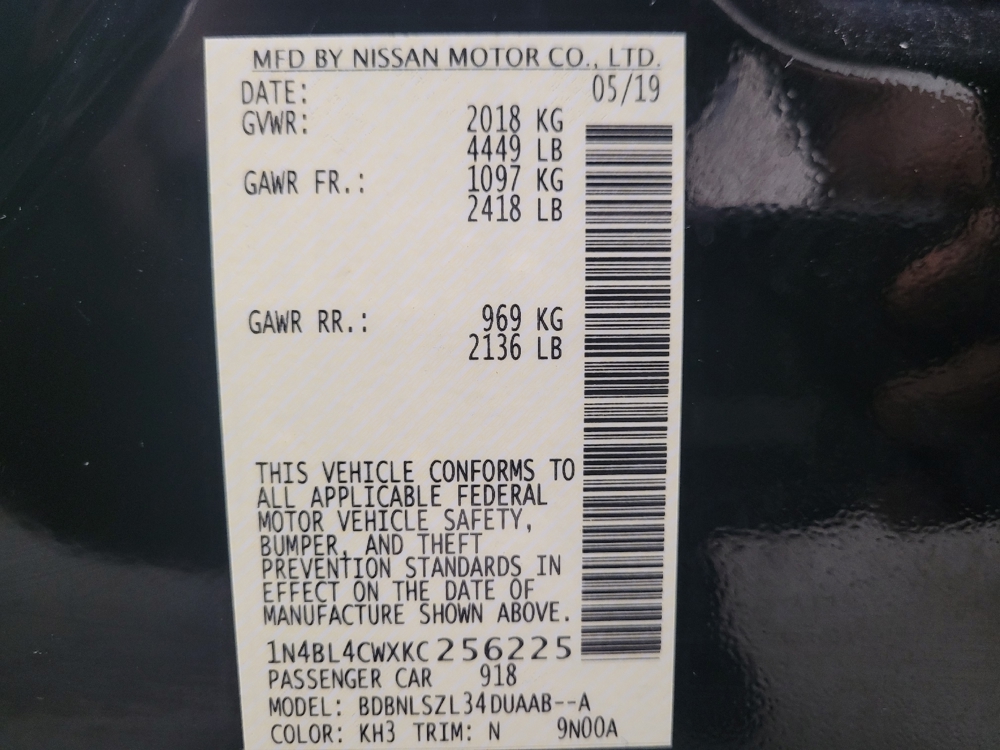 MFD BY NISSAN MOTOR CO., LTD.
DATE: 05/19
GVWR: 2018 KG
4449 LB
GAWR FR.: 1097 KG
2418 LB
GAWR RR.: 969 KG
2136 LB
THIS VEHICLE CONFORMS TO
ALL APPLICABLE FEDERAL
MOTOR VEHICLE SAFETY,
BUMPER, AND THEFT
PREVENTION STANDARDS IN
EFFECT ON THE DATE OF
MANUFACTURE SHOWN ABOVE.
1N4BL4CWXKC256225
PASSENGER CAR 918
MODEL: BDBNLSZL34DUAAB--A
COLOR: KH3 TRIM: N 9N00A